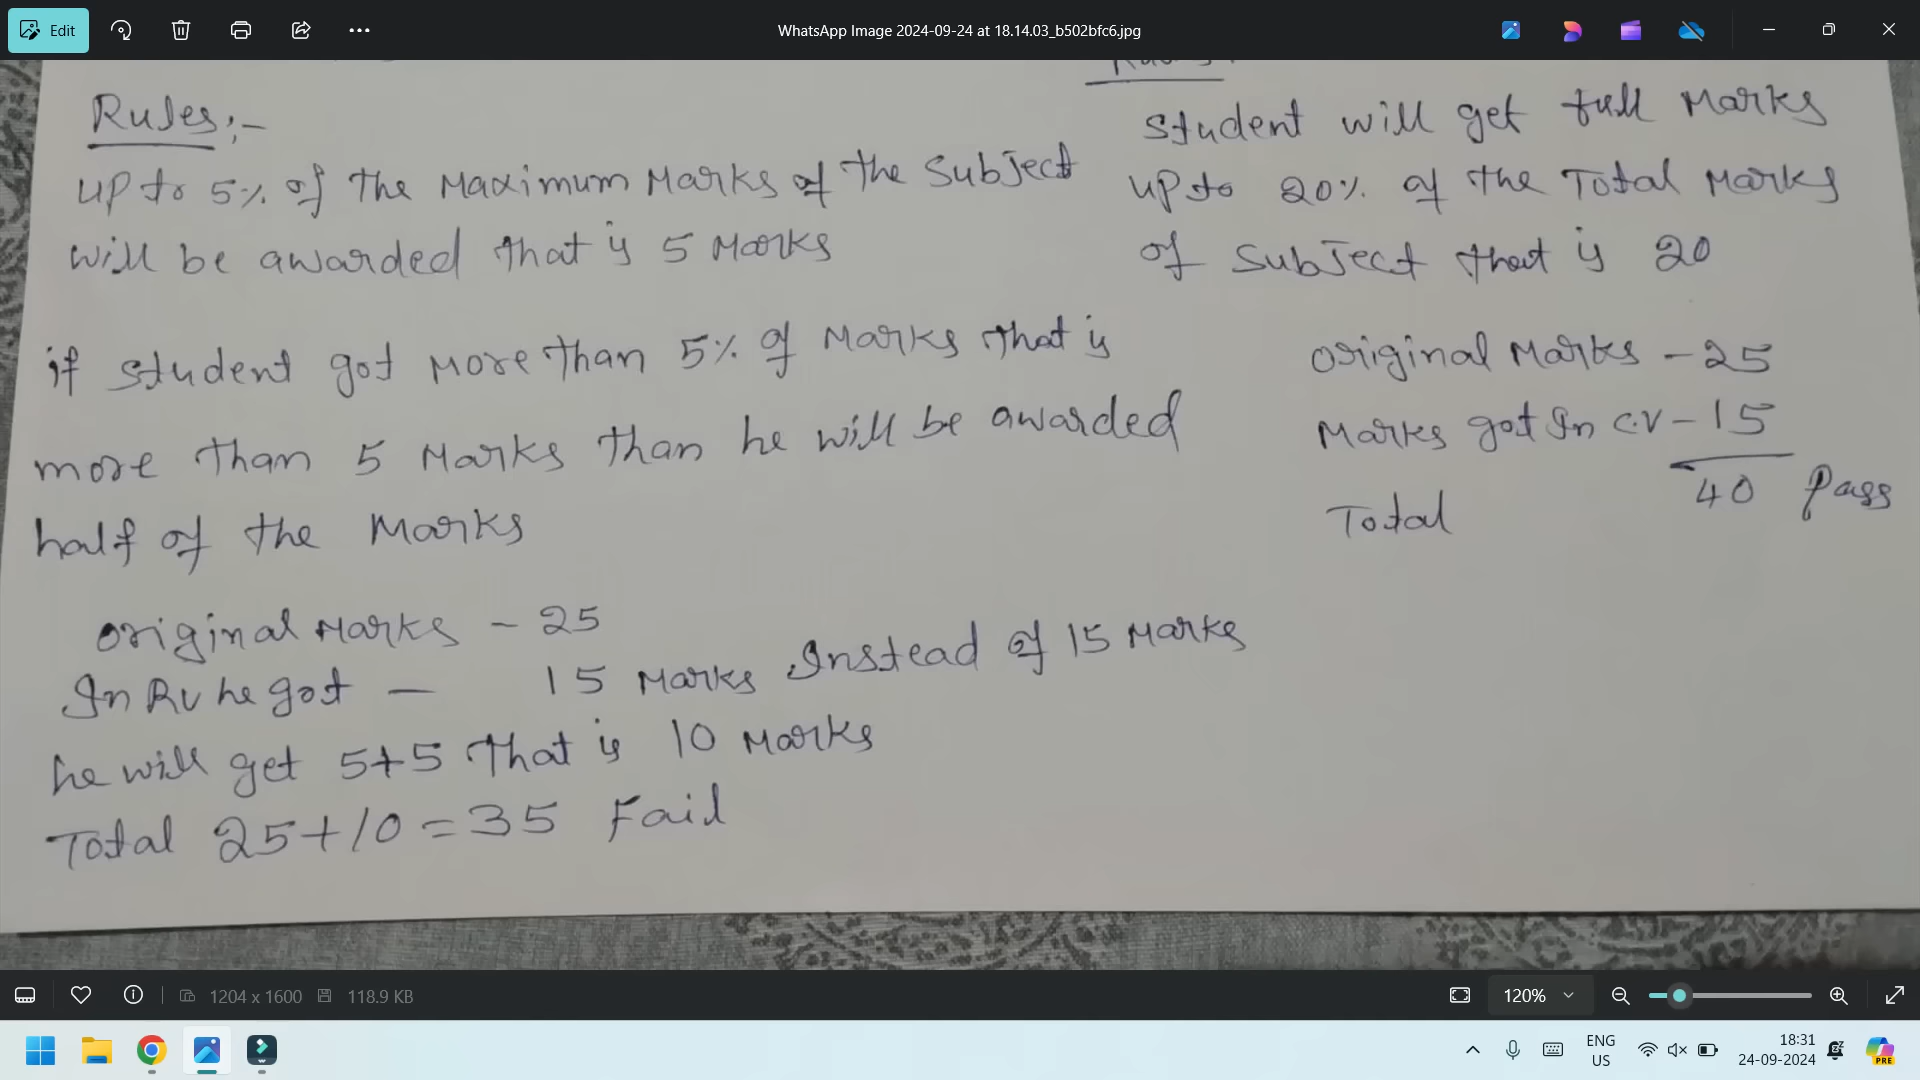 Edit
WhatsApp Image 2024-09-24 at 18.14.03_b502bfc6.jpg
Rules:-
UP to 5% of the Maximum Marks of the Subject
will be awarded that is 5 Marks
if student got more than 5% of Marks that is
more than 5 Marks than he will be awarded
half of the Marks
Original Marks - 25
In RV he got - 15 Marks Instead of 15 Marks
he will get 5+5 that is 10 Marks
Total 25+10=35 Fail
Student will get full Marks
UP to 20% of the Total Marks
of Subject that is 20
Original Marks - 25
Marks got In C.V - 15
Total 40 Pass
1204 x 1600
118.9 KB
120%
ENG
US
18:31
24-09-2024
PRE